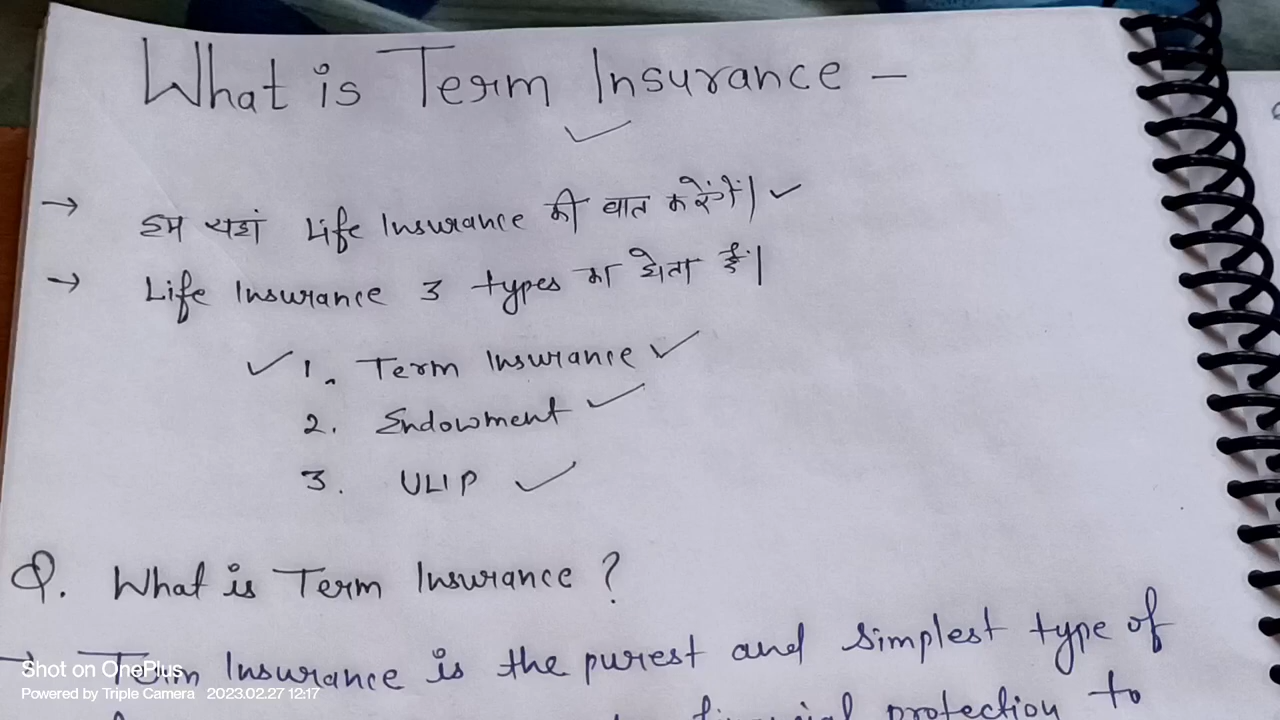 What is Term Insurance -
→ हम यहां Life Insurance की बात करेंगें।
→ Life Insurance 3 types का होता हैं।
1. Term Insurance
2. Endowment
3. ULIP
Q. What is Term Insurance ?
→ Term Insurance is the purest and simplest type of
financial protection to
Shot on OnePlus
Powered by Triple Camera 2023.02.27 12:17